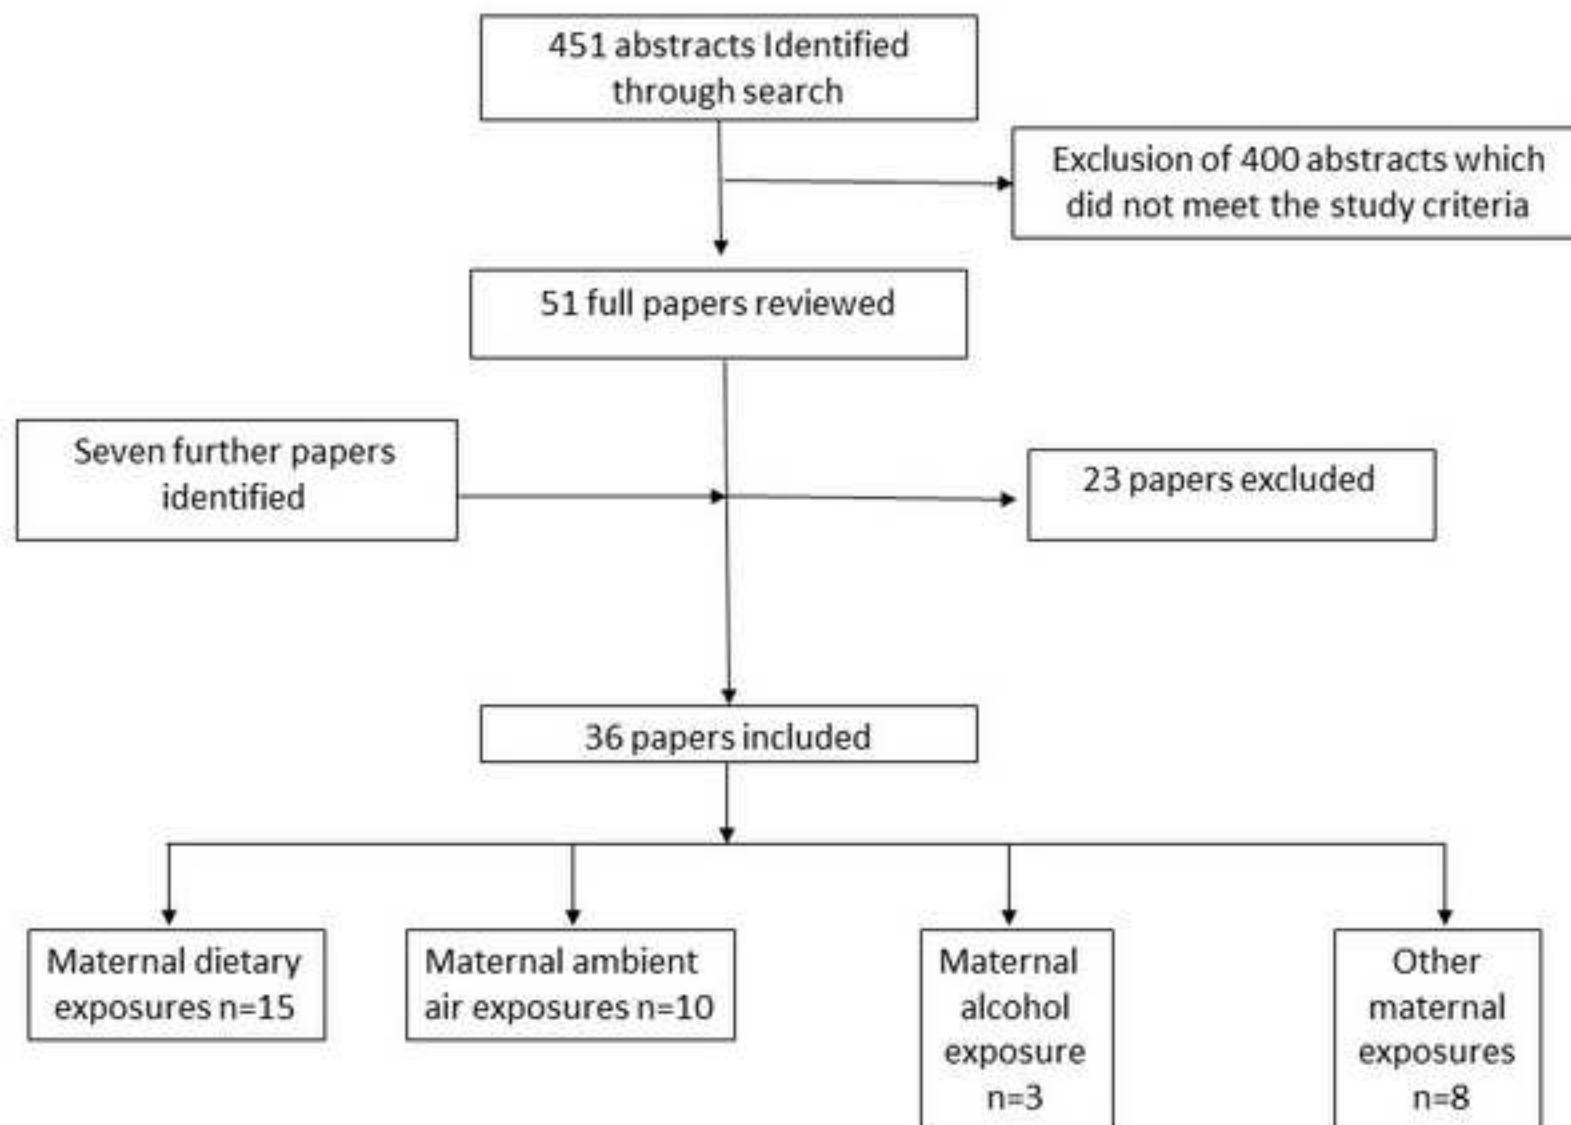 451 abstracts Identified
through search
Exclusion of 400 abstracts which
did not meet the study criteria
51 full papers reviewed
Seven further papers
identified
23 papers excluded
36 papers included
Maternal dietary
exposures n=15
Maternal ambient
air exposures n=10
Maternal
alcohol
exposure
n=3
Other
maternal
exposures
n=8